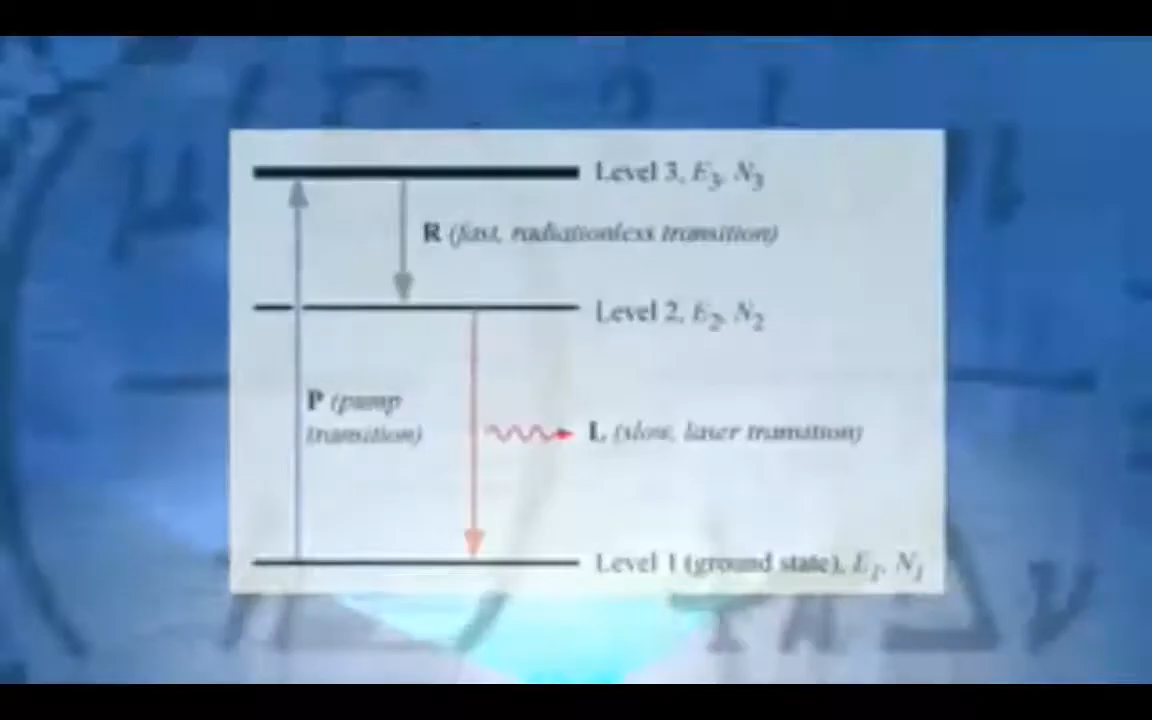 Level 3, E3, N3
R (fast, radiationless transition)
Level 2, E2, N2
P (pump
transition)
L (slow, laser transition)
Level 1 (ground state), E1, N1